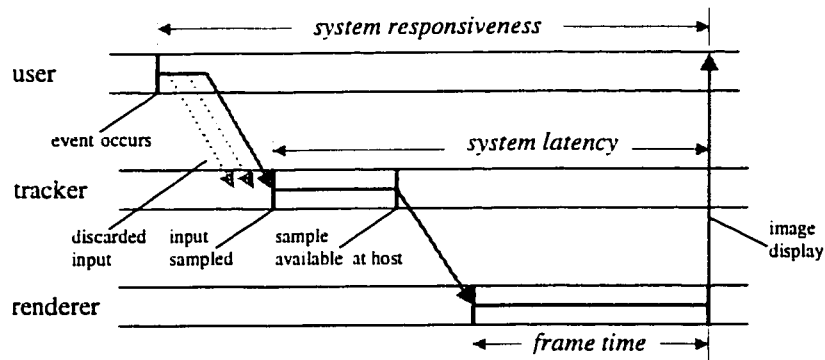 system responsiveness
user
event occurs
system latency
tracker
discarded
input
input
sampled
sample
available at host
image
display
renderer
frame time